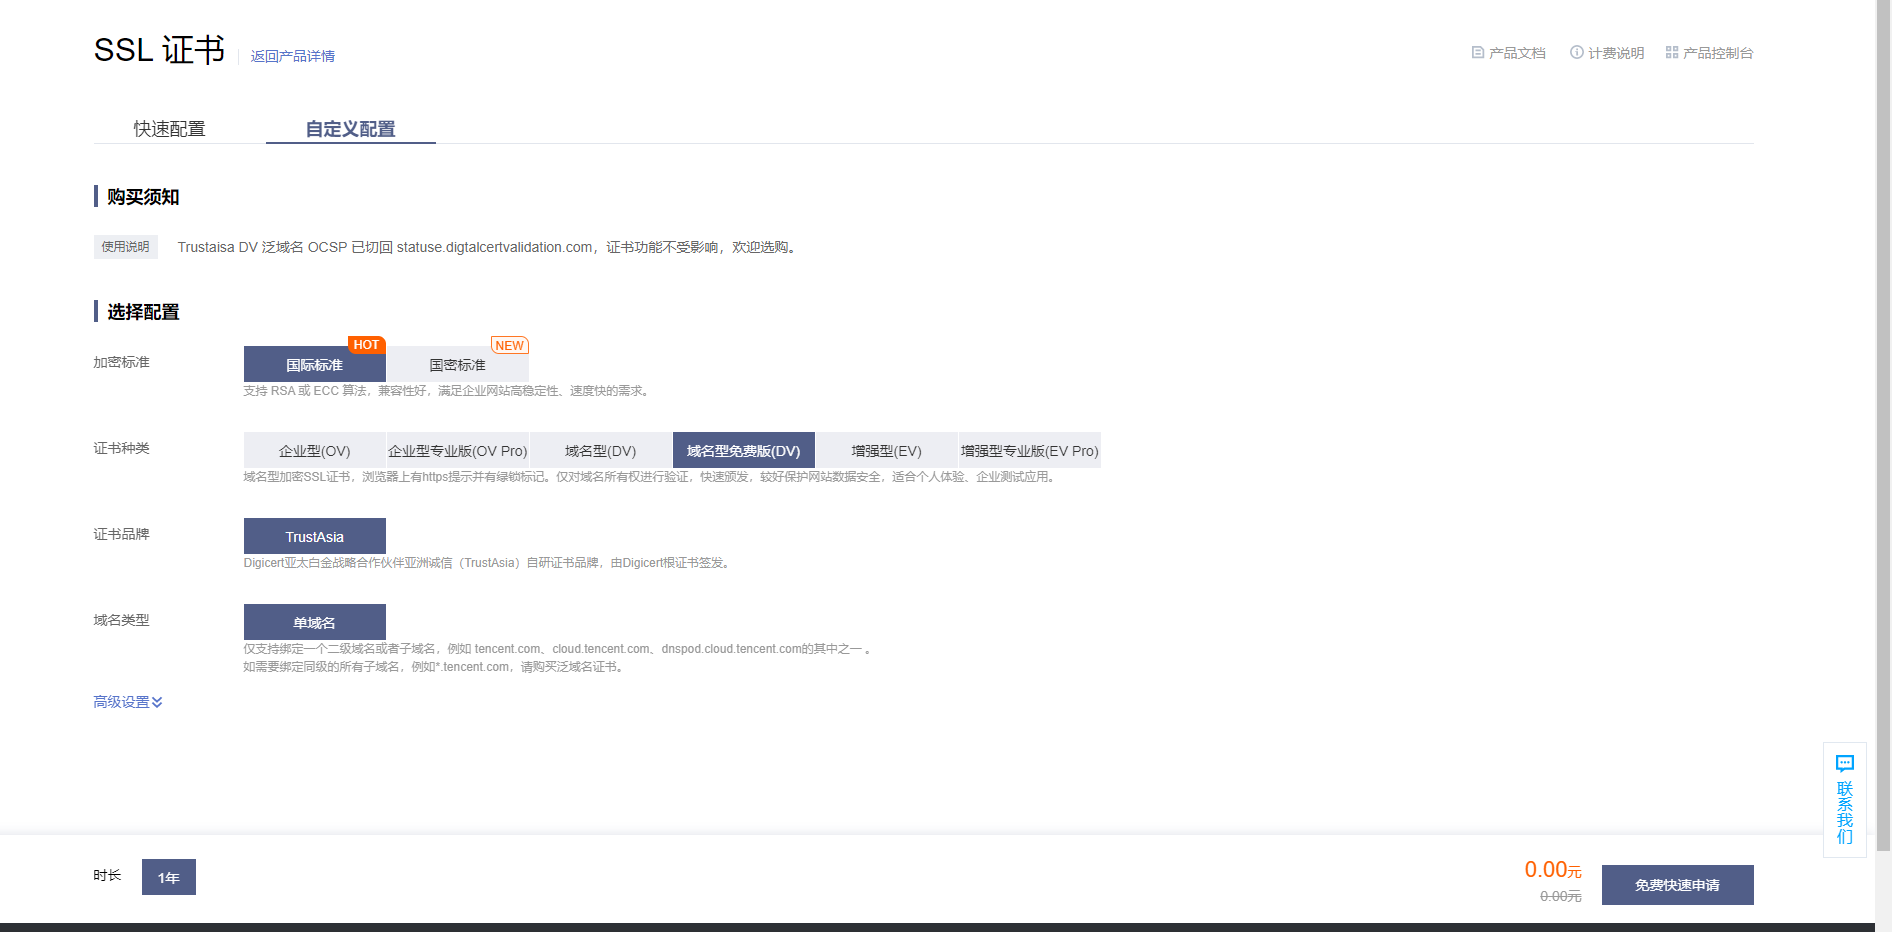 SSL 证书
返回产品详情
产品文档
计费说明
产品控制台
快速配置
自定义配置
购买须知
使用说明
Trustaisa DV 泛域名 OCSP 已切回 statuse.digtalcertvalidation.com，证书功能不受影响，欢迎选购。
选择配置
加密标准
国际标准
HOT
国密标准
NEW
支持 RSA 或 ECC 算法，兼容性好，满足企业网站高稳定性、速度快的需求。
证书种类
企业型(OV)
企业型专业版(OV Pro)
域名型(DV)
域名型免费版(DV)
增强型(EV)
增强型专业版(EV Pro)
域名型加密SSL证书，浏览器上有https提示并有绿锁标记。仅对域名所有权进行验证，快速颁发，较好保护网站数据安全，适合个人体验、企业测试应用。
证书品牌
TrustAsia
Digicert亚太白金战略合作伙伴亚洲诚信（TrustAsia）自研证书品牌，由Digicert根证书签发。
域名类型
单域名
仅支持绑定一个二级域名或者子域名，例如 tencent.com、cloud.tencent.com、dnspod.cloud.tencent.com的其中之一 。
如需要绑定同级的所有子域名，例如*.tencent.com，请购买泛域名证书。
高级设置
联系我们
时长
1年
0.00元
0.00元
免费快速申请